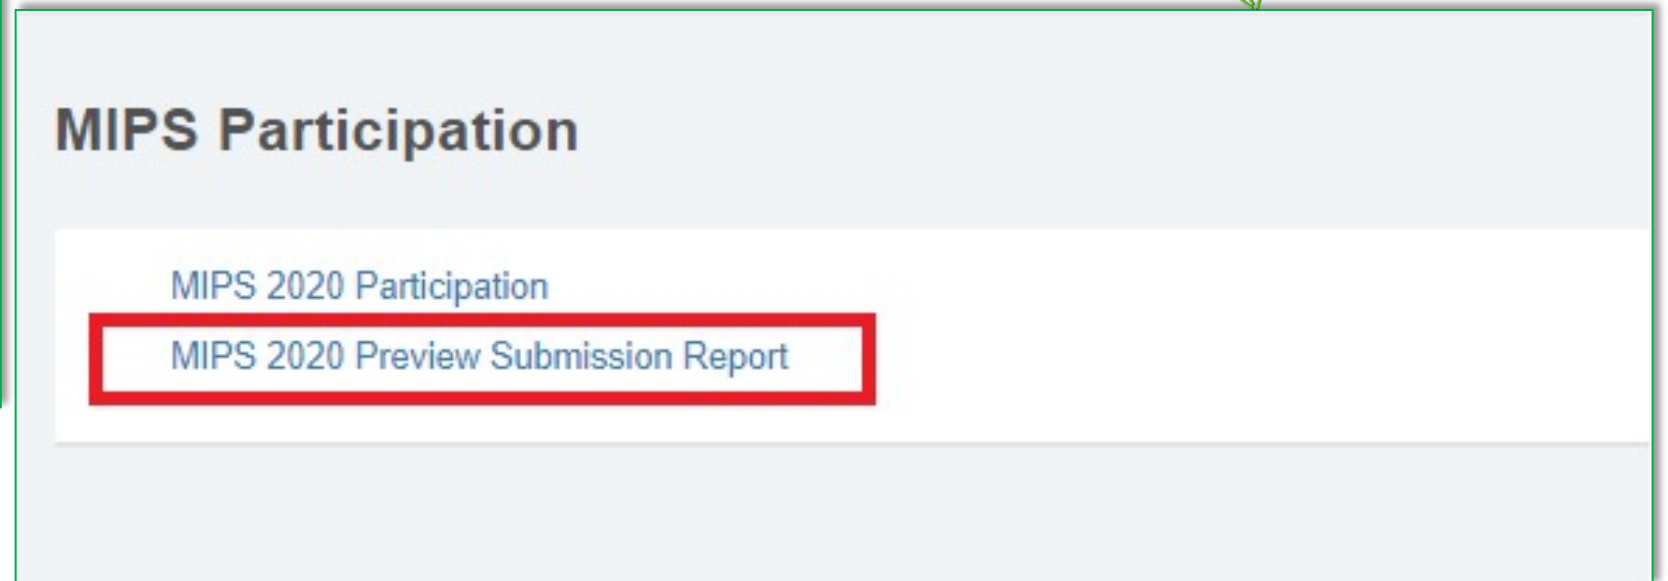 MIPS Participation
MIPS 2020 Participation
MIPS 2020 Preview Submission Report